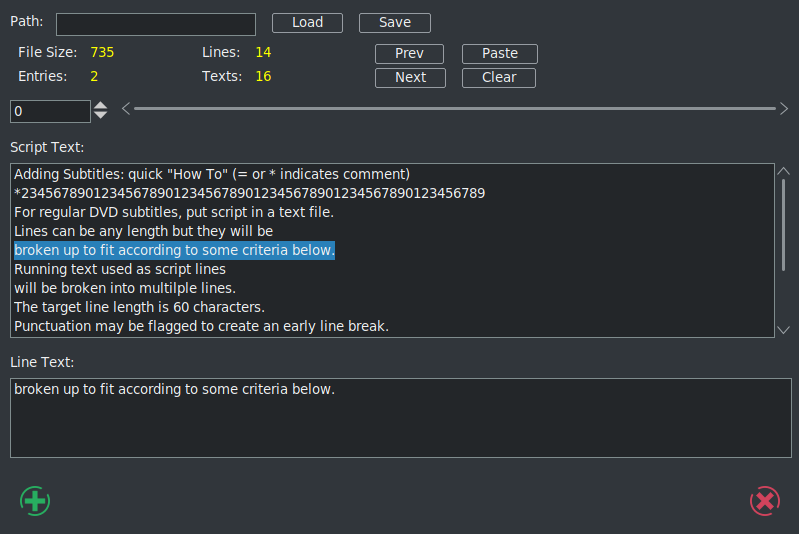 Path: Load Save
File Size: 735 Lines: 14 Prev Paste
Entries: 2 Texts: 16 Next Clear
0
Script Text:
Adding Subtitles: quick "How To" (= or * indicates comment)
*23456789012345678901234567890123456789012345678901234567890123456789
For regular DVD subtitles, put script in a text file.
Lines can be any length but they will be
broken up to fit according to some criteria below.
Running text used as script lines
will be broken into multilple lines.
The target line length is 60 characters.
Punctuation may be flagged to create an early line break.
Line Text:
broken up to fit according to some criteria below.